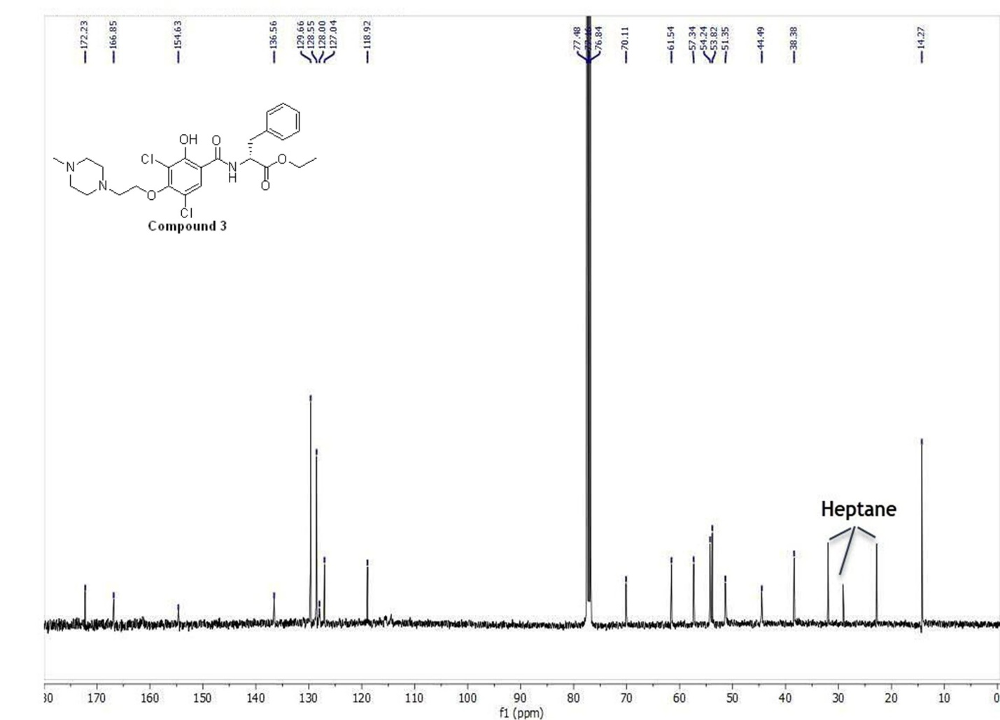 172.23
166.85
154.63
136.56
129.66
128.55
128.00
127.04
118.92
77.48
76.84
70.11
61.54
57.34
54.24
53.82
51.35
44.49
38.38
14.27
OH
O
Cl
N
N
H
O
O
N
O
Cl
Compound 3
Heptane
30 170 160 150 140 130 120 110 100 90 80 70 60 50 40 30 20 10 0
f1 (ppm)